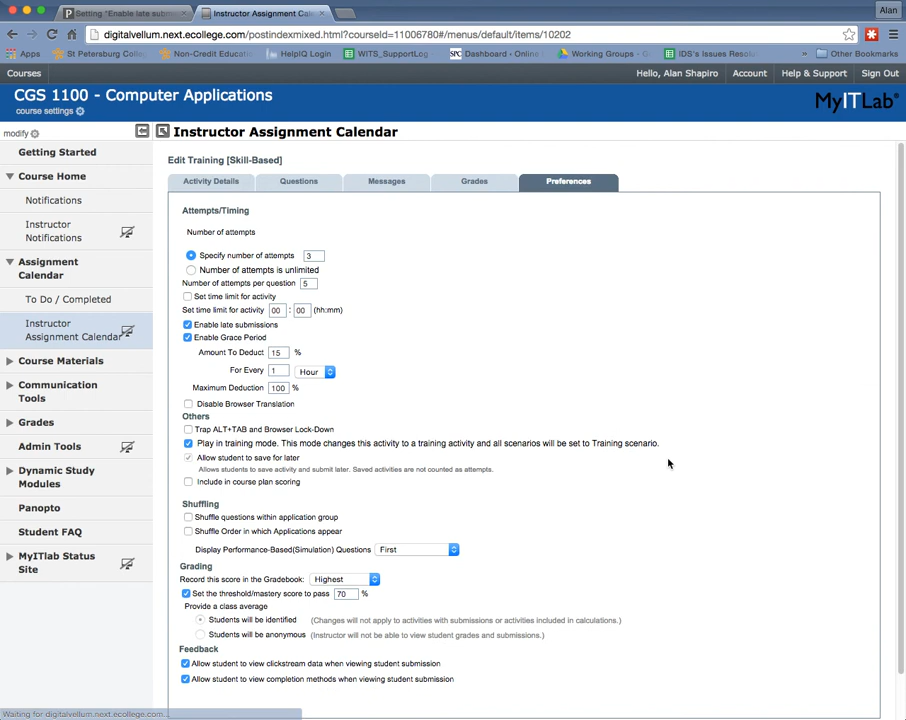 Setting "Enable late subm
Instructor Assignment Cale
Alan
digitalvellum.next.ecollege.com/postindexmixed.html?courseId=11006780#/menus/default/items/10202
Apps
St Petersburg Colleg
Non-Credit Educati
HelpIQ Login
WITS_SupportLog
Dashboard - Online
Working Groups - G
IDS's Issues Resolu
»
Other Bookmarks
Courses
Hello, Alan Shapiro
Account
Help & Support
Sign Out
CGS 1100 - Computer Applications
course settings
MyITLab®
modify
Instructor Assignment Calendar
Getting Started
Course Home
Notifications
Instructor
Notifications
Assignment
Calendar
To Do / Completed
Instructor
Assignment Calendar
Course Materials
Communication
Tools
Grades
Admin Tools
Dynamic Study
Modules
Panopto
Student FAQ
MyITlab Status
Site
Edit Training [Skill-Based]
Activity Details
Questions
Messages
Grades
Preferences
Attempts/Timing
Number of attempts
Specify number of attempts 3
Number of attempts is unlimited
Number of attempts per question 5
Set time limit for activity
Set time limit for activity 00 : 00 (hh:mm)
Enable late submissions
Enable Grace Period
Amount To Deduct 15 %
For Every 1 Hour
Maximum Deduction 100 %
Disable Browser Translation
Others
Trap ALT+TAB and Browser Lock-Down
Play in training mode. This mode changes this activity to a training activity and all scenarios will be set to Training scenario.
Allow student to save for later
Allows students to save activity and submit later. Saved activities are not counted as attempts.
Include in course plan scoring
Shuffling
Shuffle questions within application group
Shuffle Order in which Applications appear
Display Performance-Based(Simulation) Questions First
Grading
Record this score in the Gradebook: Highest
Set the threshold/mastery score to pass 70 %
Provide a class average
Students will be identified (Changes will not apply to activities with submissions or activities included in calculations.)
Students will be anonymous (Instructor will not be able to view student grades and submissions.)
Feedback
Allow student to view clickstream data when viewing student submission
Allow student to view completion methods when viewing student submission
Waiting for digitalvellum.next.ecollege.com...